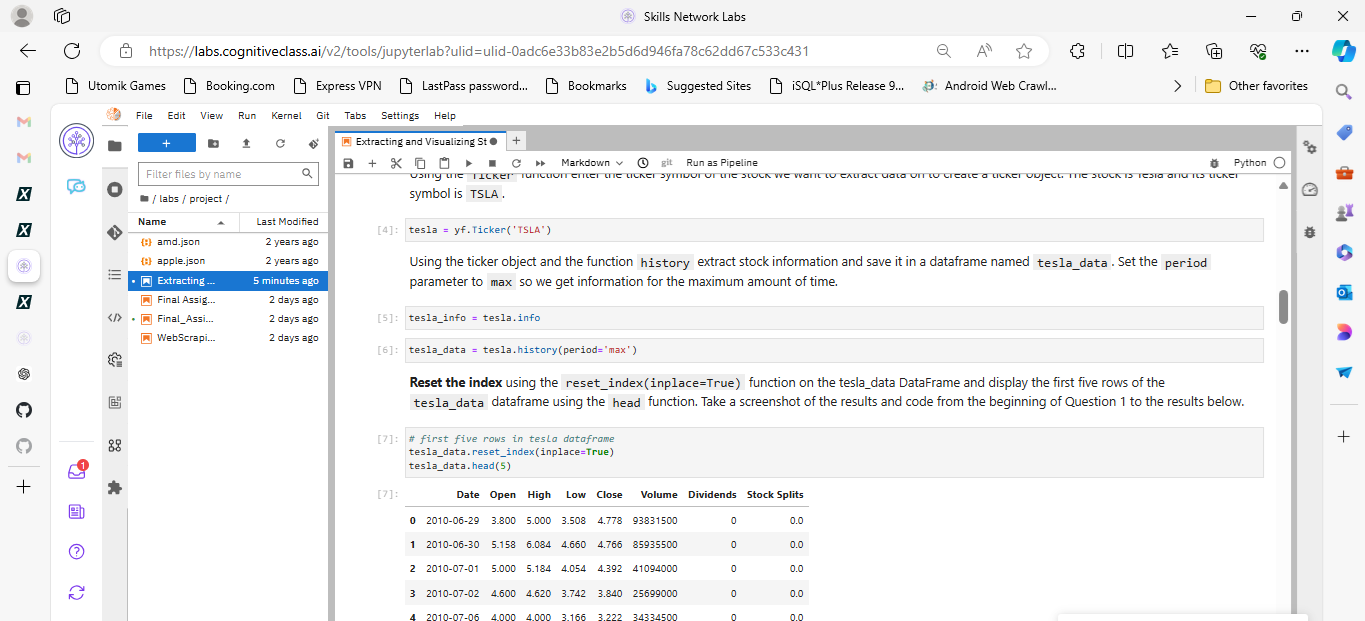 Skills Network Labs
https://labs.cognitiveclass.ai/v2/tools/jupyterlab?ulid=ulid-0adc6e33b83e2b5d6d946fa78c62dd67c533c431
Utomik Games
Booking.com
Express VPN
LastPass password...
Bookmarks
Suggested Sites
iSQL*Plus Release 9...
Android Web Crawl...
Other favorites
File Edit View Run Kernel Git Tabs Settings Help
Extracting and Visualizing St
Filter files by name
/ labs / project /
Name Last Modified
amd.json 2 years ago
apple.json 2 years ago
Extracting ... 5 minutes ago
Final Assig... 2 days ago
Final_Assi... 2 days ago
WebScrapi... 2 days ago
1
Markdown
git
Run as Pipeline
Python
Using the Ticker function enter the ticker symbol of the stock we want to extract data on to create a ticker object. The stock is Tesla and its ticker
symbol is TSLA .
[4]: tesla = yf.Ticker('TSLA')
Using the ticker object and the function history extract stock information and save it in a dataframe named tesla_data . Set the period
parameter to max so we get information for the maximum amount of time.
[5]: tesla_info = tesla.info
[6]: tesla_data = tesla.history(period='max')
Reset the index using the reset_index(inplace=True) function on the tesla_data DataFrame and display the first five rows of the
tesla_data dataframe using the head function. Take a screenshot of the results and code from the beginning of Question 1 to the results below.
[7]: # first five rows in tesla dataframe
tesla_data.reset_index(inplace=True)
tesla_data.head(5)
[7]: Date Open High Low Close Volume Dividends Stock Splits
0 2010-06-29 3.800 5.000 3.508 4.778 93831500 0 0.0
1 2010-06-30 5.158 6.084 4.660 4.766 85935500 0 0.0
2 2010-07-01 5.000 5.184 4.054 4.392 41094000 0 0.0
3 2010-07-02 4.600 4.620 3.742 3.840 25699000 0 0.0
4 2010-07-06 4.000 4.000 3.166 3.222 34334500 0 0.0